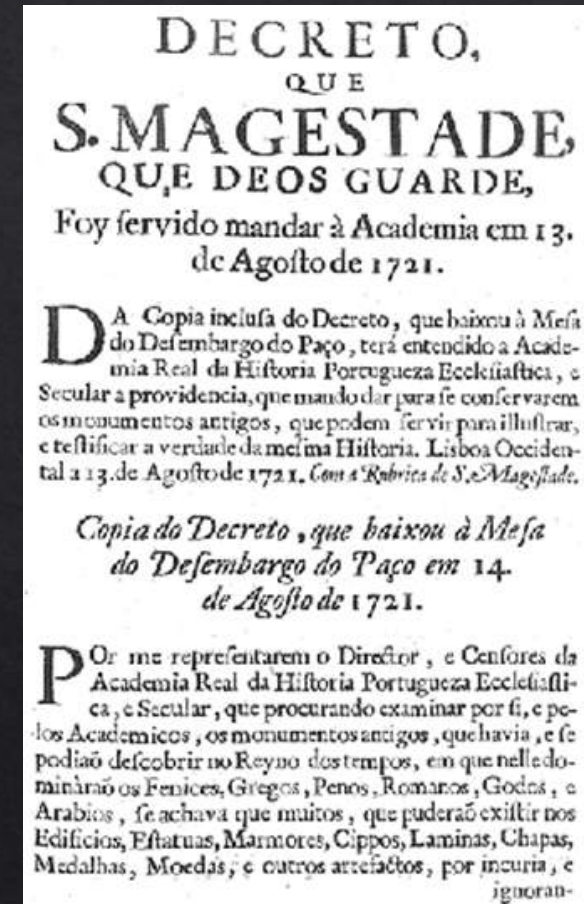 DECRETO,
QUE
S. MAGESTADE,
QUE DEOS GUARDE,
Foy ſervido mandar à Academia em 13.
de Agoſto de 1721.
DA Copia incluſa do Decreto, que baixou à Meſa
do Deſembargo do Paço, terá entendido a Acade-
mia Real da Hiſtoria Portugueza Eccleſiaſtica, e
Secular a providencia, que mando dar para ſe conſervarem
os monumentos antigos, que podem ſervir para illuſtrar,
e teſtificar a verdade da meſma Hiſtoria. Lisboa Occiden-
tal a 13. de Agoſto de 1721. Com a Rubrica de S. Mageſtade.
Copia do Decreto, que baixou à Meſa
do Deſembargo do Paço em 14.
de Agoſto de 1721.
POr me repreſentarem o Director, e Cenſores da
Academia Real da Hiſtoria Portugueza Eccleſiaſti-
ca, e Secular, que procurando examinar por ſi, e pe-
los Academicos, os monumentos antigos, que havia, e ſe
podiaõ deſcobrir no Reyno dos tempos, em que nelle do-
minàraõ os Fenices, Gregos, Penos, Romanos, Godos, e
Arabios, ſe achava que muitos, que puderaõ exiſtir nos
Edificios, Eſtatuas, Marmores, Cippos, Laminas, Chapas,
Medalhas, Moedas, e outros artefactos, por incuria, e
ignoran-